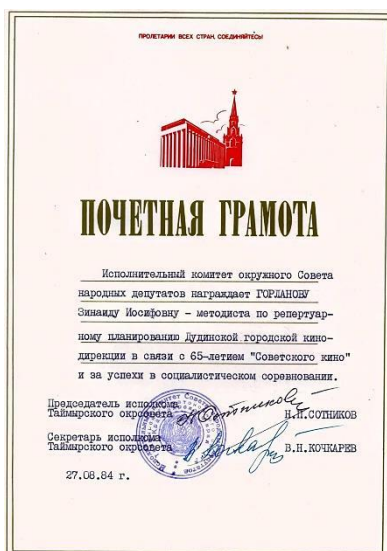 ПРОЛЕТАРИИ ВСЕХ СТРАН, СОЕДИНЯЙТЕСЬ!
ПОЧЕТНАЯ ГРАМОТА
Исполнительный комитет окружного Совета
народных депутатов награждает ГОРЛАНОВУ
Зинаиду Иосифовну – методиста по репертуар-
ному планированию Дудинской городской кино-
дирекции в связи с 65-летием "Советского кино"
и за успехи в социалистическом соревновании.
Председатель исполкома
Таймырского окрсовета Н.П.СОТНИКОВ
Секретарь исполкома
Таймырского окрсовета В.Н.КОЧКАРЕВ
27.08.84 г.